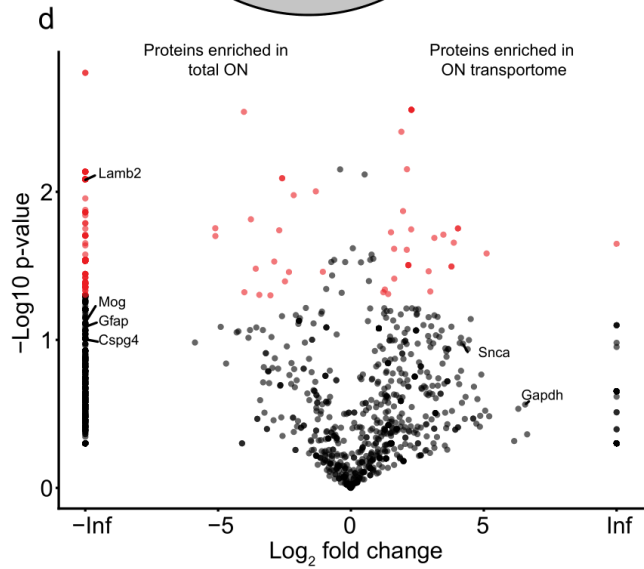 d
Proteins enriched in
total ON
Proteins enriched in
ON transportome
Lamb2
2
−Log10 p-value
Mog
Gfap
Cspg4
1
Snca
Gapdh
0
−Inf
−5
0
5
Inf
Log2 fold change